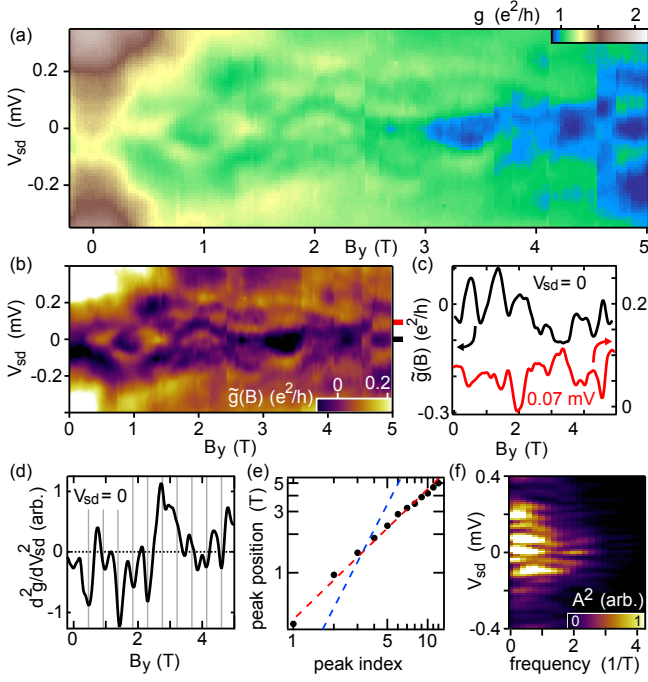 (a)
g (e²/h) 1 2
V_sd (mV)
0.2
0
-0.2
0 1 2 B_y (T) 3 4 5
(b)
V_sd (mV)
0.2
0
-0.2
0 0.2
g̃(B) (e²/h)
0 1 2 3 4 5
B_y (T)
2
(c)
V_sd = 0
g̃(B) (e²/h)
0
-0.3
0.2
0
0.07 mV
0 2 4
B_y (T)
(d)
V_sd = 0
d²g/dV²_sd (arb.)
1
0
-1
0 2 4
B_y (T)
(e)
peak position (T)
5
3
1
1 5 10
peak index
(f)
V_sd (mV)
0.4
0
-0.4
A² (arb.)
0 1
0 2 4
frequency (1/T)